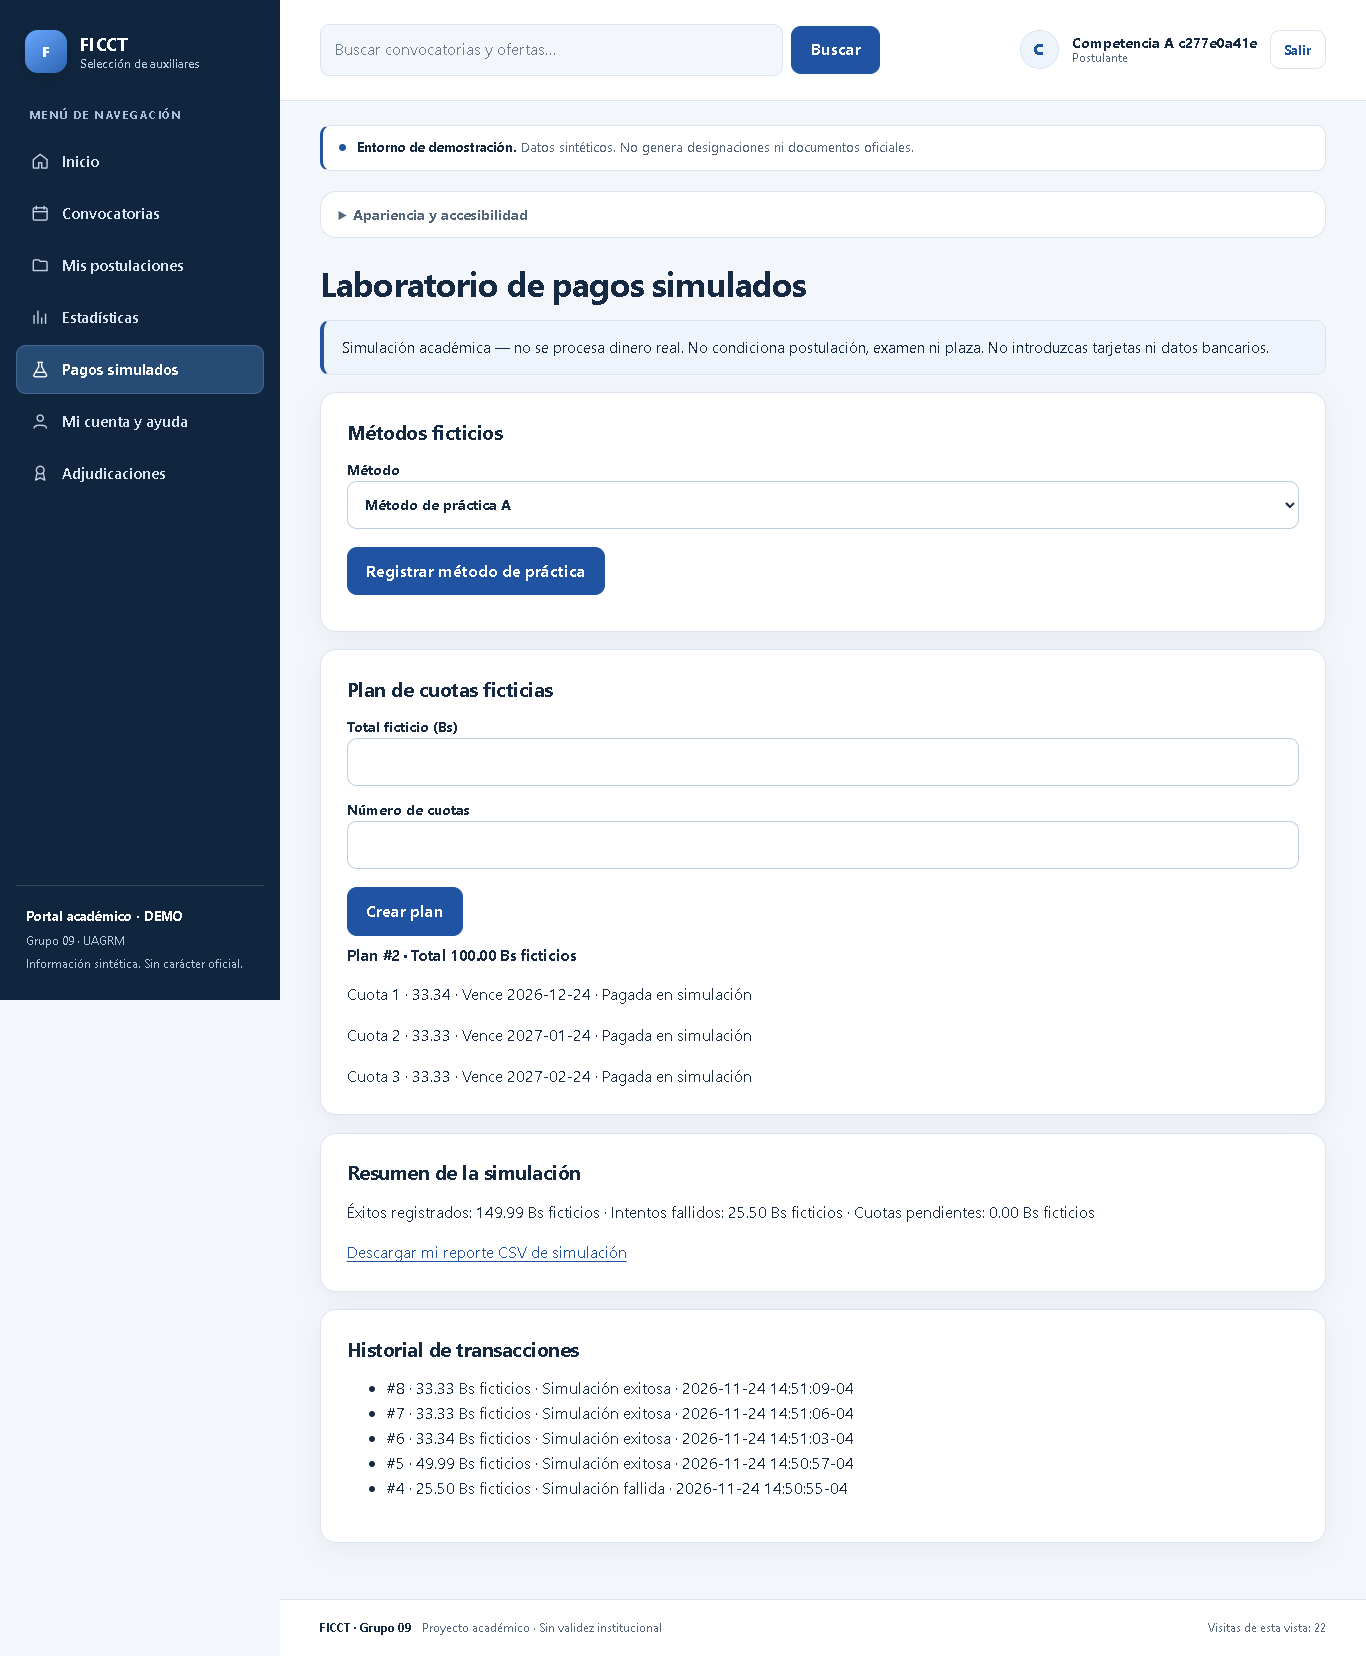 F
FICCT
Selección de auxiliares
MENÚ DE NAVEGACIÓN
Inicio
Convocatorias
Mis postulaciones
Estadísticas
Pagos simulados
Mi cuenta y ayuda
Adjudicaciones
Portal académico · DEMO
Grupo 09 · UAGRM
Información sintética. Sin carácter oficial.
Buscar convocatorias y ofertas...
Buscar
C
Competencia A c277e0a41e
Postulante
Salir
Entorno de demostración. Datos sintéticos. No genera designaciones ni documentos oficiales.
Apariencia y accesibilidad
Laboratorio de pagos simulados
Simulación académica — no se procesa dinero real. No condiciona postulación, examen ni plaza. No introduzcas tarjetas ni datos bancarios.
Métodos ficticios
Método
Método de práctica A
Registrar método de práctica
Plan de cuotas ficticias
Total ficticio (Bs)
Número de cuotas
Crear plan
Plan #2 · Total 100.00 Bs ficticios
Cuota 1 · 33.34 · Vence 2026-12-24 · Pagada en simulación
Cuota 2 · 33.33 · Vence 2027-01-24 · Pagada en simulación
Cuota 3 · 33.33 · Vence 2027-02-24 · Pagada en simulación
Resumen de la simulación
Éxitos registrados: 149.99 Bs ficticios · Intentos fallidos: 25.50 Bs ficticios · Cuotas pendientes: 0.00 Bs ficticios
Descargar mi reporte CSV de simulación
Historial de transacciones
#8 · 33.33 Bs ficticios · Simulación exitosa · 2026-11-24 14:51:09-04
#7 · 33.33 Bs ficticios · Simulación exitosa · 2026-11-24 14:51:06-04
#6 · 33.34 Bs ficticios · Simulación exitosa · 2026-11-24 14:51:03-04
#5 · 49.99 Bs ficticios · Simulación exitosa · 2026-11-24 14:50:57-04
#4 · 25.50 Bs ficticios · Simulación fallida · 2026-11-24 14:50:55-04
FICCT · Grupo 09 Proyecto académico · Sin validez institucional
Visitas de esta vista: 22